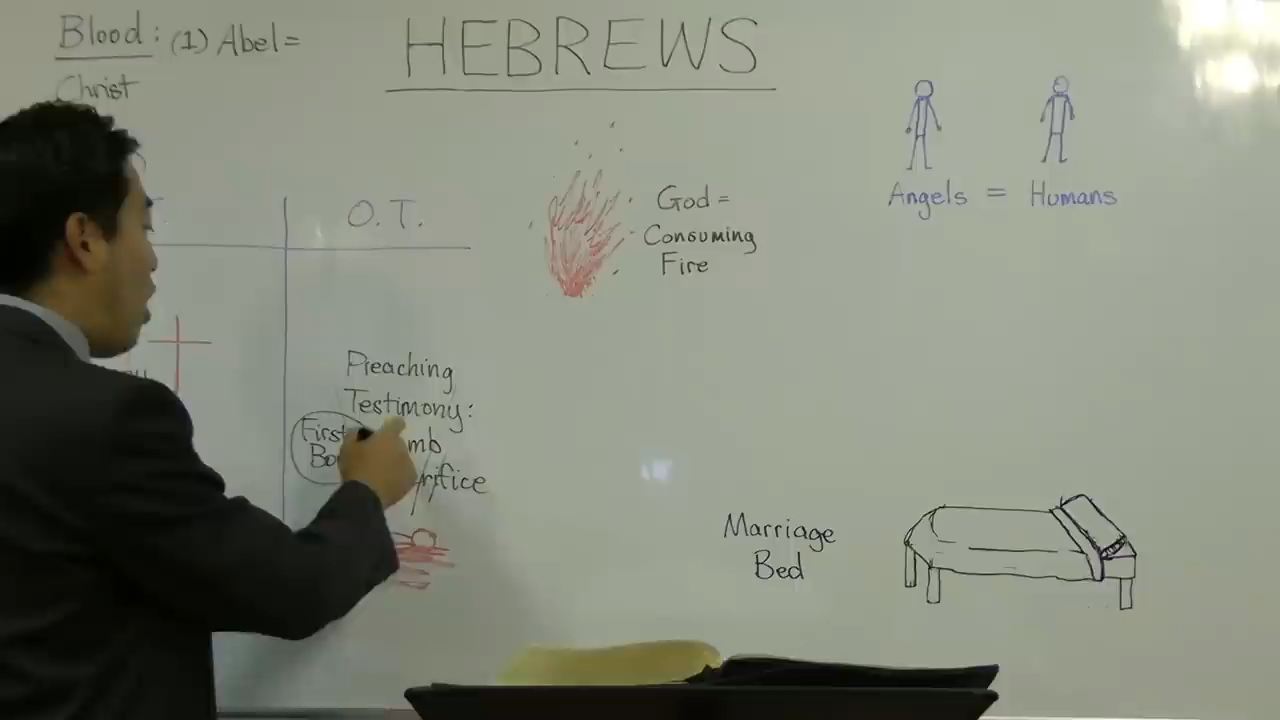 Blood: (1) Abel=
Christ
HEBREWS
O.T.
God =
Consuming
Fire
Angels = Humans
Preaching
Testimony:
First
Marriage
Bed